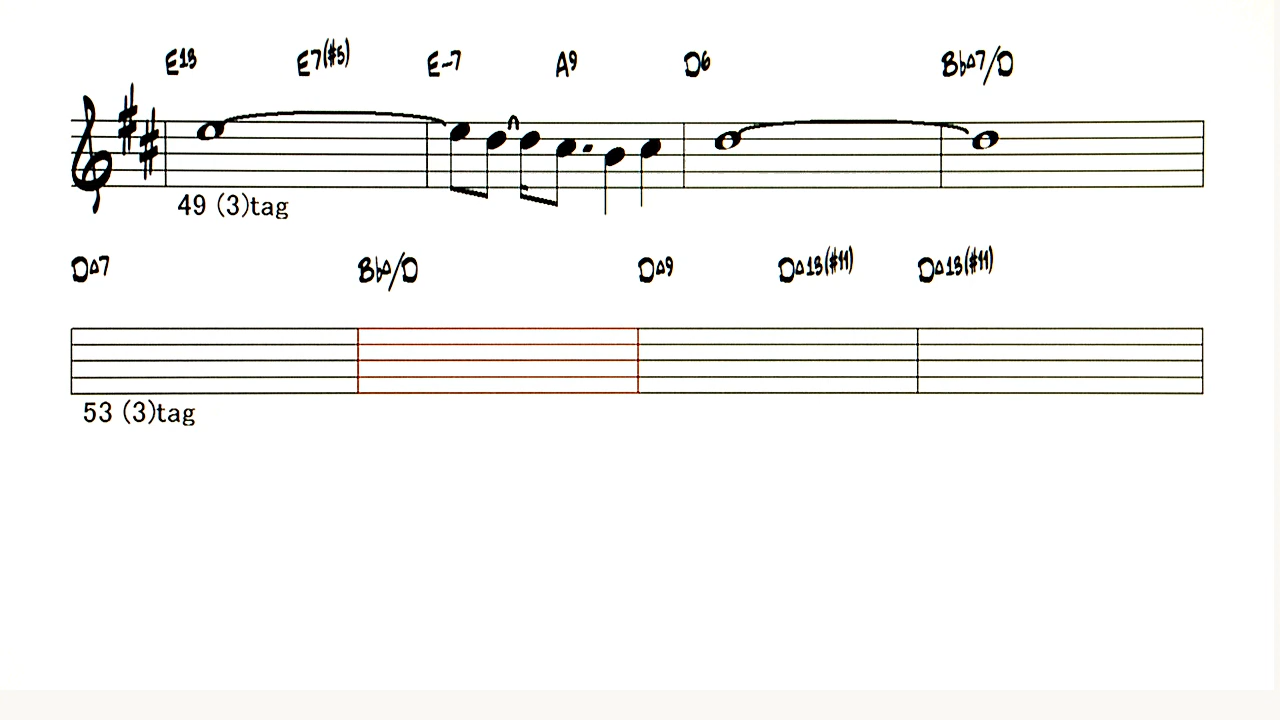 E13 E7(#5) E-7 A9 D6 Bb△7/D
49 (3)tag
D△7 Bb△/D D△9 D△13(#11) D△13(#11)
53 (3)tag